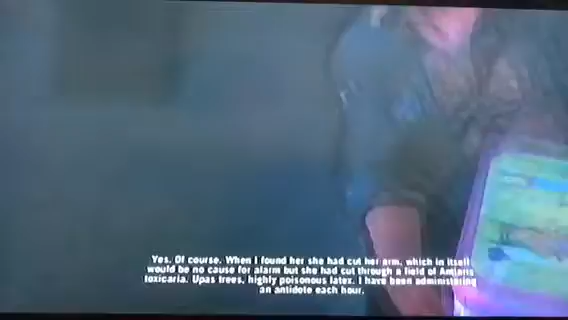 Yes. Of course. When I found her she had cut her arm, which in itself
would be no cause for alarm but she had cut through a field of Antiaris
toxicaria. Upas trees, highly poisonous latex. I have been administering
an antidote each hour.